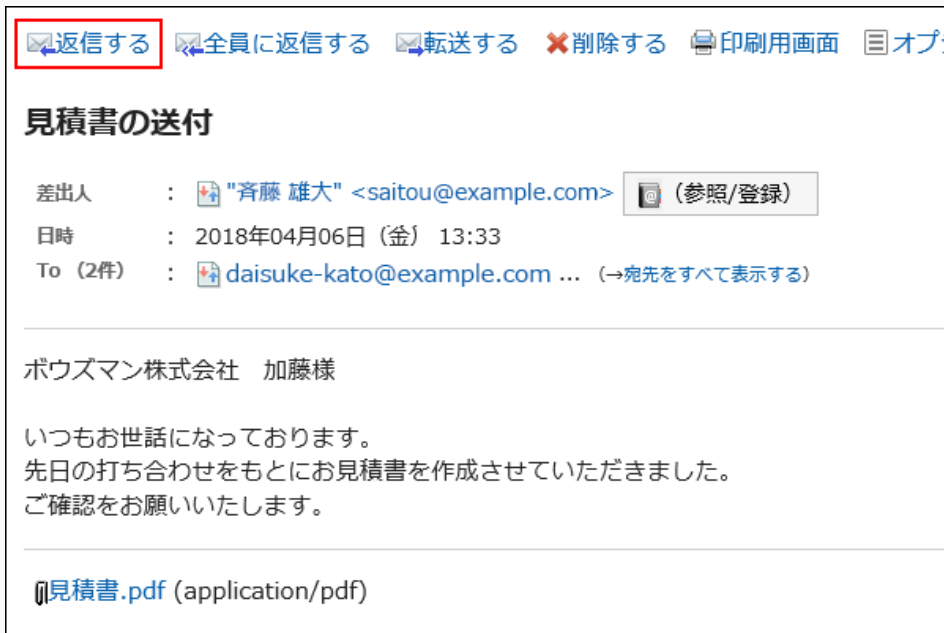 返信する 全員に返信する 転送する 削除する 印刷用画面 オプ
見積書の送付
差出人 : "斉藤 雄大" <saitou@example.com> (参照/登録)
日時 : 2018年04月06日（金） 13:33
To（2件） : daisuke-kato@example.com ... （→宛先をすべて表示する）
ボウズマン株式会社　加藤様
いつもお世話になっております。
先日の打ち合わせをもとにお見積書を作成させていただきました。
ご確認をお願いいたします。
見積書.pdf (application/pdf)